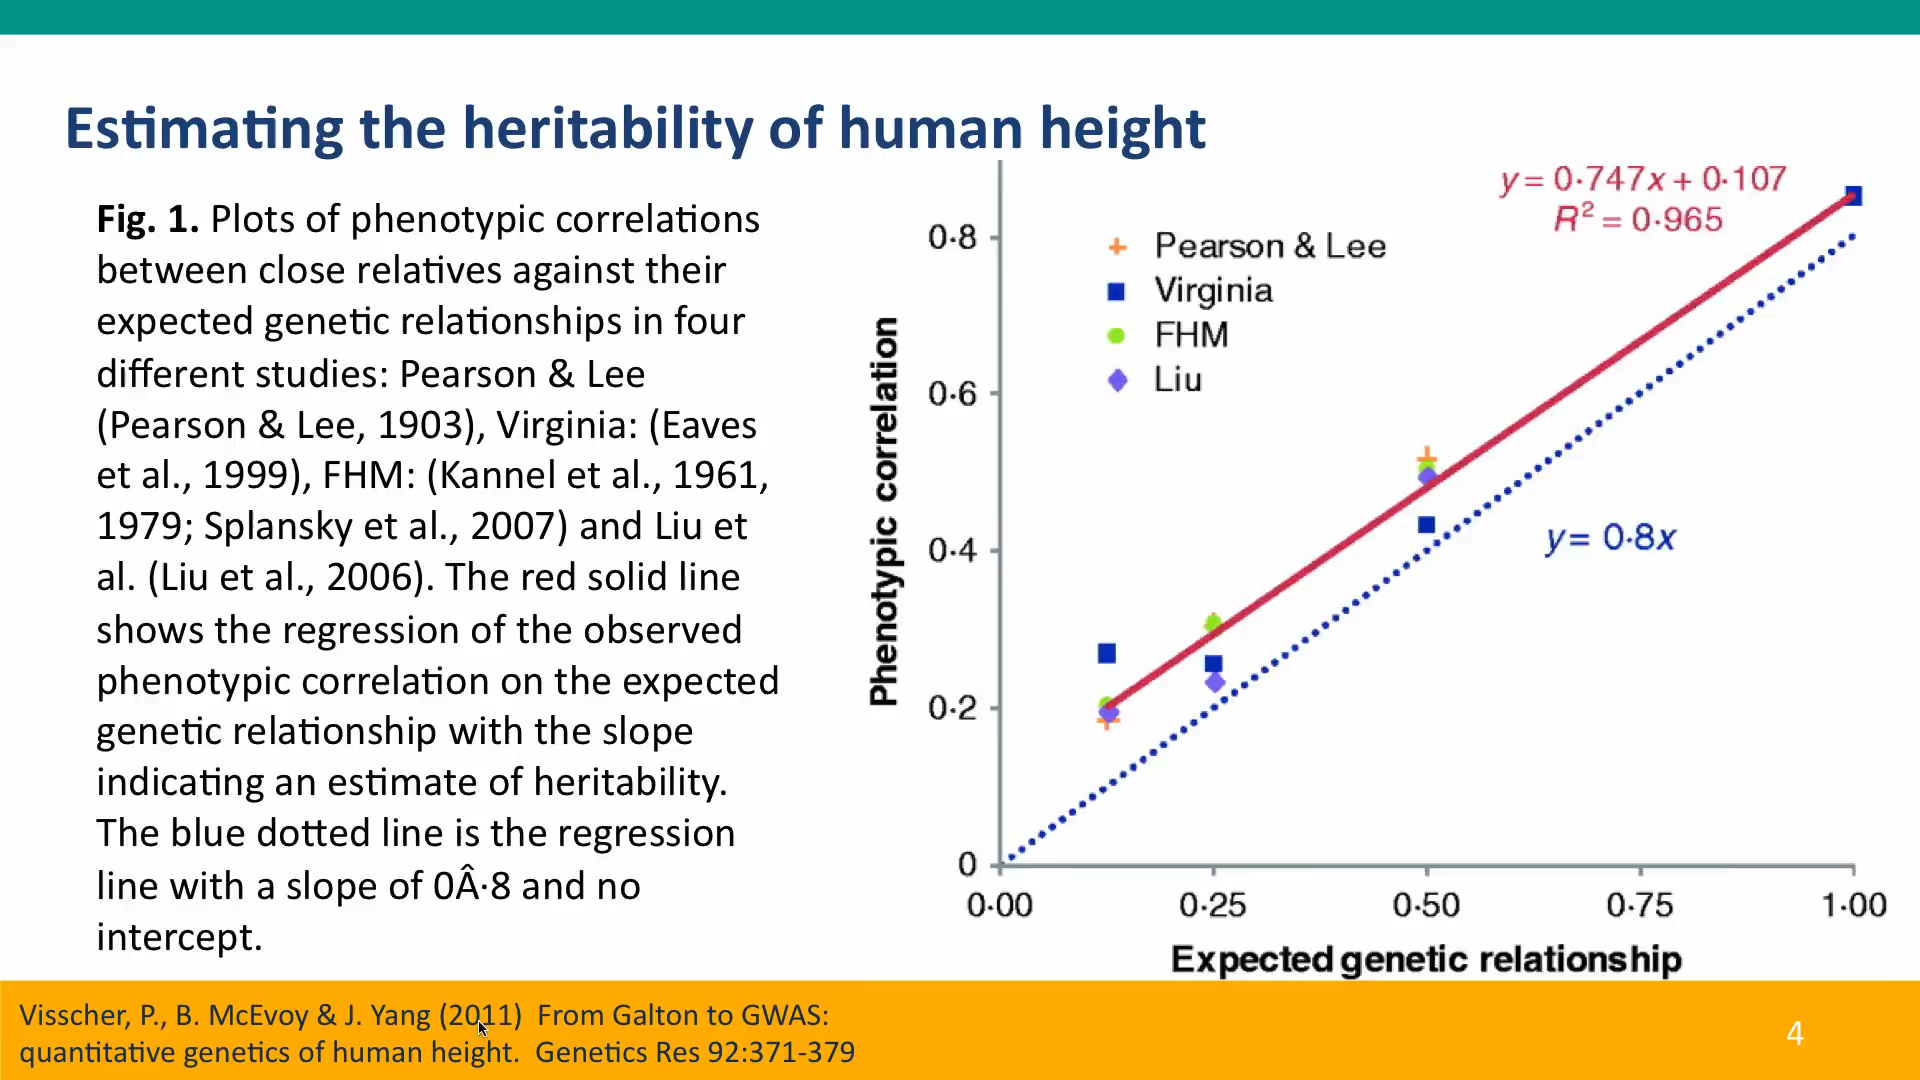 Estimating the heritability of human height
Fig. 1. Plots of phenotypic correlations
between close relatives against their
expected genetic relationships in four
different studies: Pearson & Lee
(Pearson & Lee, 1903), Virginia: (Eaves
et al., 1999), FHM: (Kannel et al., 1961,
1979; Splansky et al., 2007) and Liu et
al. (Liu et al., 2006). The red solid line
shows the regression of the observed
phenotypic correlation on the expected
genetic relationship with the slope
indicating an estimate of heritability.
The blue dotted line is the regression
line with a slope of 0Â·8 and no
intercept.
y = 0·747x + 0·107
R² = 0·965
Pearson & Lee
Virginia
FHM
Liu
y = 0·8x
Phenotypic correlation
0·8
0·6
0·4
0·2
0
0·00 0·25 0·50 0·75 1·00
Expected genetic relationship
Visscher, P., B. McEvoy & J. Yang (2011)  From Galton to GWAS:
quantitative genetics of human height.  Genetics Res 92:371-379
4